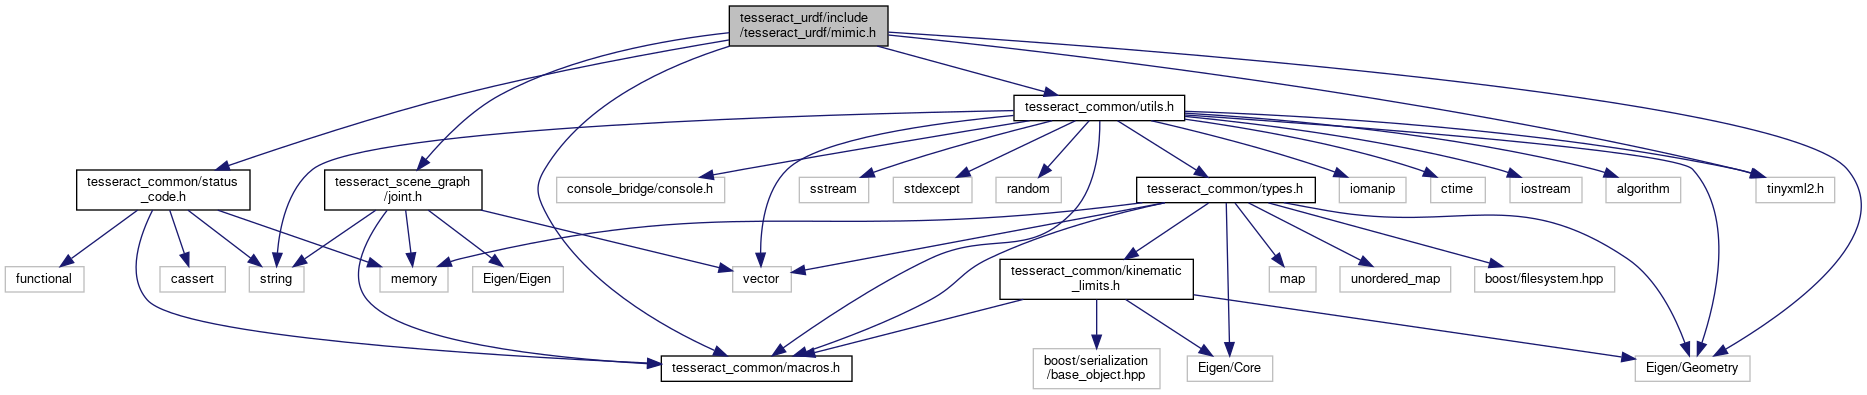 tesseract_urdf/include
/tesseract_urdf/mimic.h
tesseract_common/utils.h
tesseract_common/status
_code.h
tesseract_scene_graph
/joint.h
console_bridge/console.h
sstream
stdexcept
random
tesseract_common/types.h
iomanip
ctime
iostream
algorithm
tinyxml2.h
functional
cassert
string
memory
Eigen/Eigen
vector
tesseract_common/kinematic
_limits.h
map
unordered_map
boost/filesystem.hpp
tesseract_common/macros.h
boost/serialization
/base_object.hpp
Eigen/Core
Eigen/Geometry